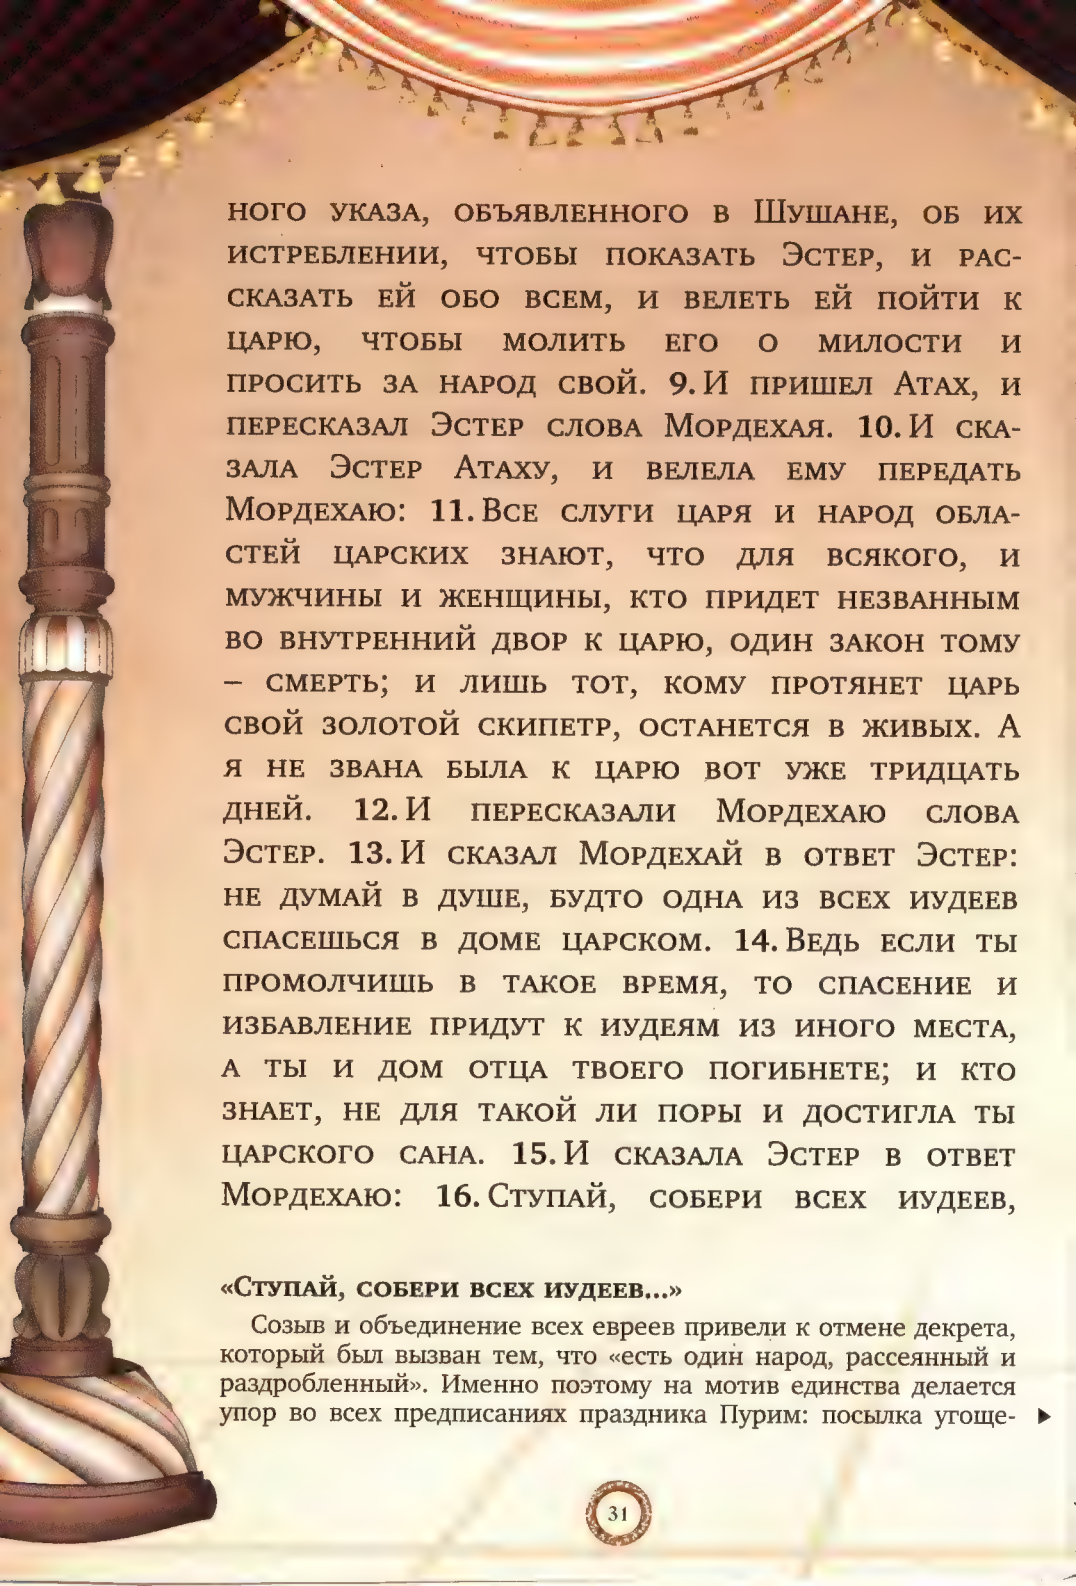 ного указа, объявленного в Шушане, об их
истреблении, чтобы показать Эстер, и рас-
сказать ей обо всем, и велеть ей пойти к
царю, чтобы молить его о милости и
просить за народ свой. 9. И пришел Атах, и
пересказал Эстер слова Мордехая. 10. И ска-
зала Эстер Атаху, и велела ему передать
Мордехаю: 11. Все слуги царя и народ обла-
стей царских знают, что для всякого, и
мужчины и женщины, кто придет незванным
во внутренний двор к царю, один закон тому
– смерть; и лишь тот, кому протянет царь
свой золотой скипетр, останется в живых. А
я не звана была к царю вот уже тридцать
дней. 12. И пересказали Мордехаю слова
Эстер. 13. И сказал Мордехай в ответ Эстер:
не думай в душе, будто одна из всех иудеев
спасешься в доме царском. 14. Ведь если ты
промолчишь в такое время, то спасение и
избавление придут к иудеям из иного места,
а ты и дом отца твоего погибнете; и кто
знает, не для такой ли поры и достигла ты
царского сана. 15. И сказала Эстер в ответ
Мордехаю: 16. Ступай, собери всех иудеев,
«Ступай, собери всех иудеев...»
Созыв и объединение всех евреев привели к отмене декрета,
который был вызван тем, что «есть один народ, рассеянный и
раздробленный». Именно поэтому на мотив единства делается
упор во всех предписаниях праздника Пурим: посылка угоще- ▶
31